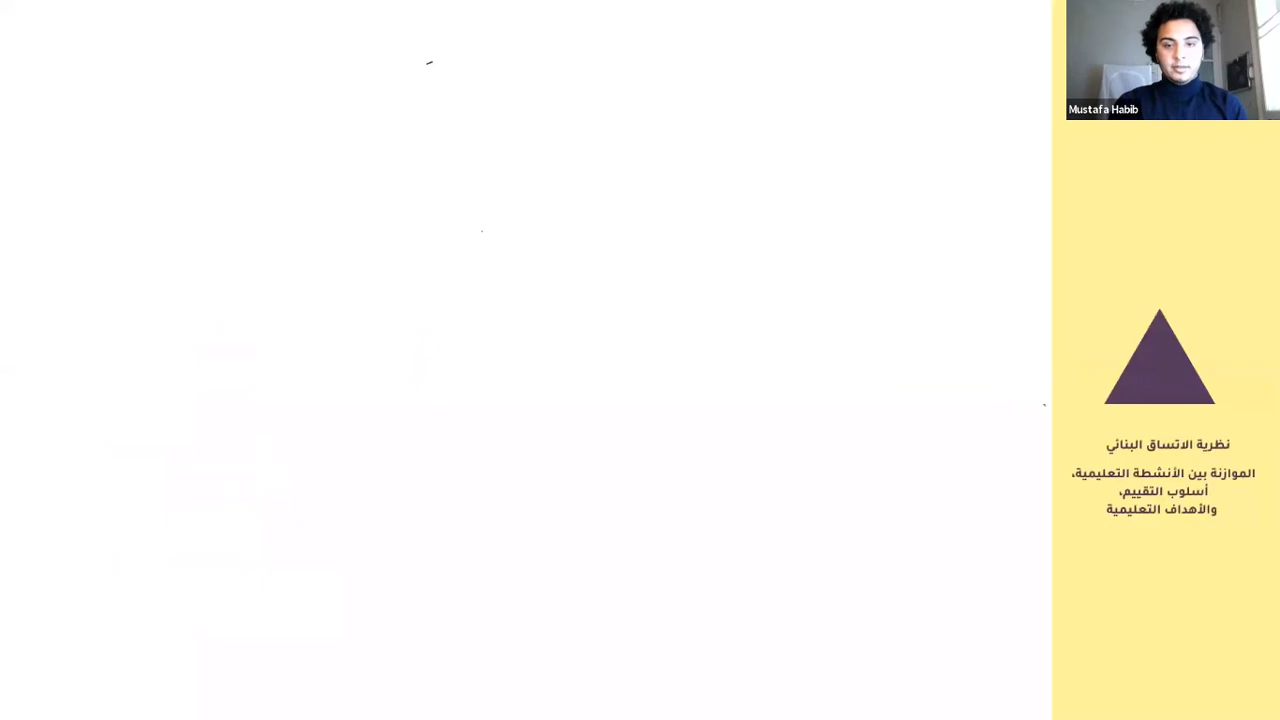 Mustafa Habib
نظرية الاتساق البنائي
الموازنة بين الأنشطة التعليمية،
أسلوب التقييم،
والأهداف التعليمية